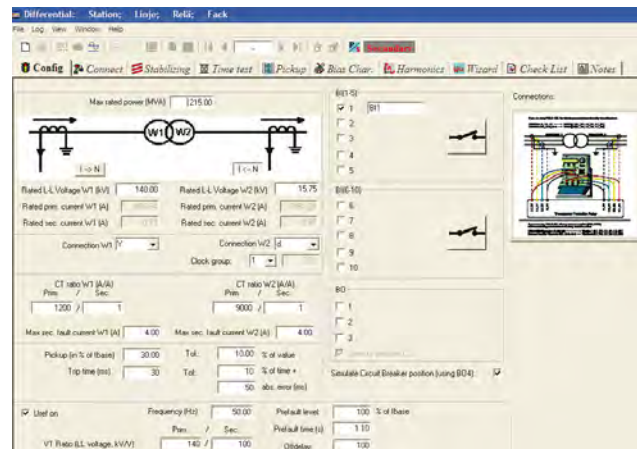 Differential: Station; Linje; Relä; Fack
File Log View Window Help
Secondary
Config Connect Stabilizing Time test Pickup Bias Char. Harmonics Wizard Check List Notes
Max rated power (MVA) 215.00
W1 W2
I -> N I <- N
Rated L-L Voltage W1 (kV) 140.00 Rated L-L Voltage W2 (kV) 15.75
Rated prim. current W1 (A) Rated prim. current W2 (A)
Rated sec. current W1 (A) Rated sec. current W2 (A)
Connection W1 Y Connection W2 d
Clock group: 1
CT ratio W1 (A/A) CT ratio W2 (A/A)
Prim. / Sec. Prim. / Sec.
1200 / 1 9000 / 1
Max sec. fault current W1 (A) 4.00 Max sec. fault current W2 (A) 4.00
Pickup (in % of Ibase) 30.00 Tol: 10.00 % of value
Trip time (ms) 30 Tol: 10 % of time +
50 abs. error (ms)
Uref on Frequency (Hz) 50.00 Prefault level 100 % of Ibase
Prim. / Sec. Prefault time (s) 1.10
V1 Ratio (LL voltage, kV/V) 140 / 100 Offdelay 100
BI(1-5)
1 BI1
2
3
4
5
BI(6-10)
6
7
8
9
10
BO
1
2
3
Simulate Circuit Breaker position (using BO4):
Connections: